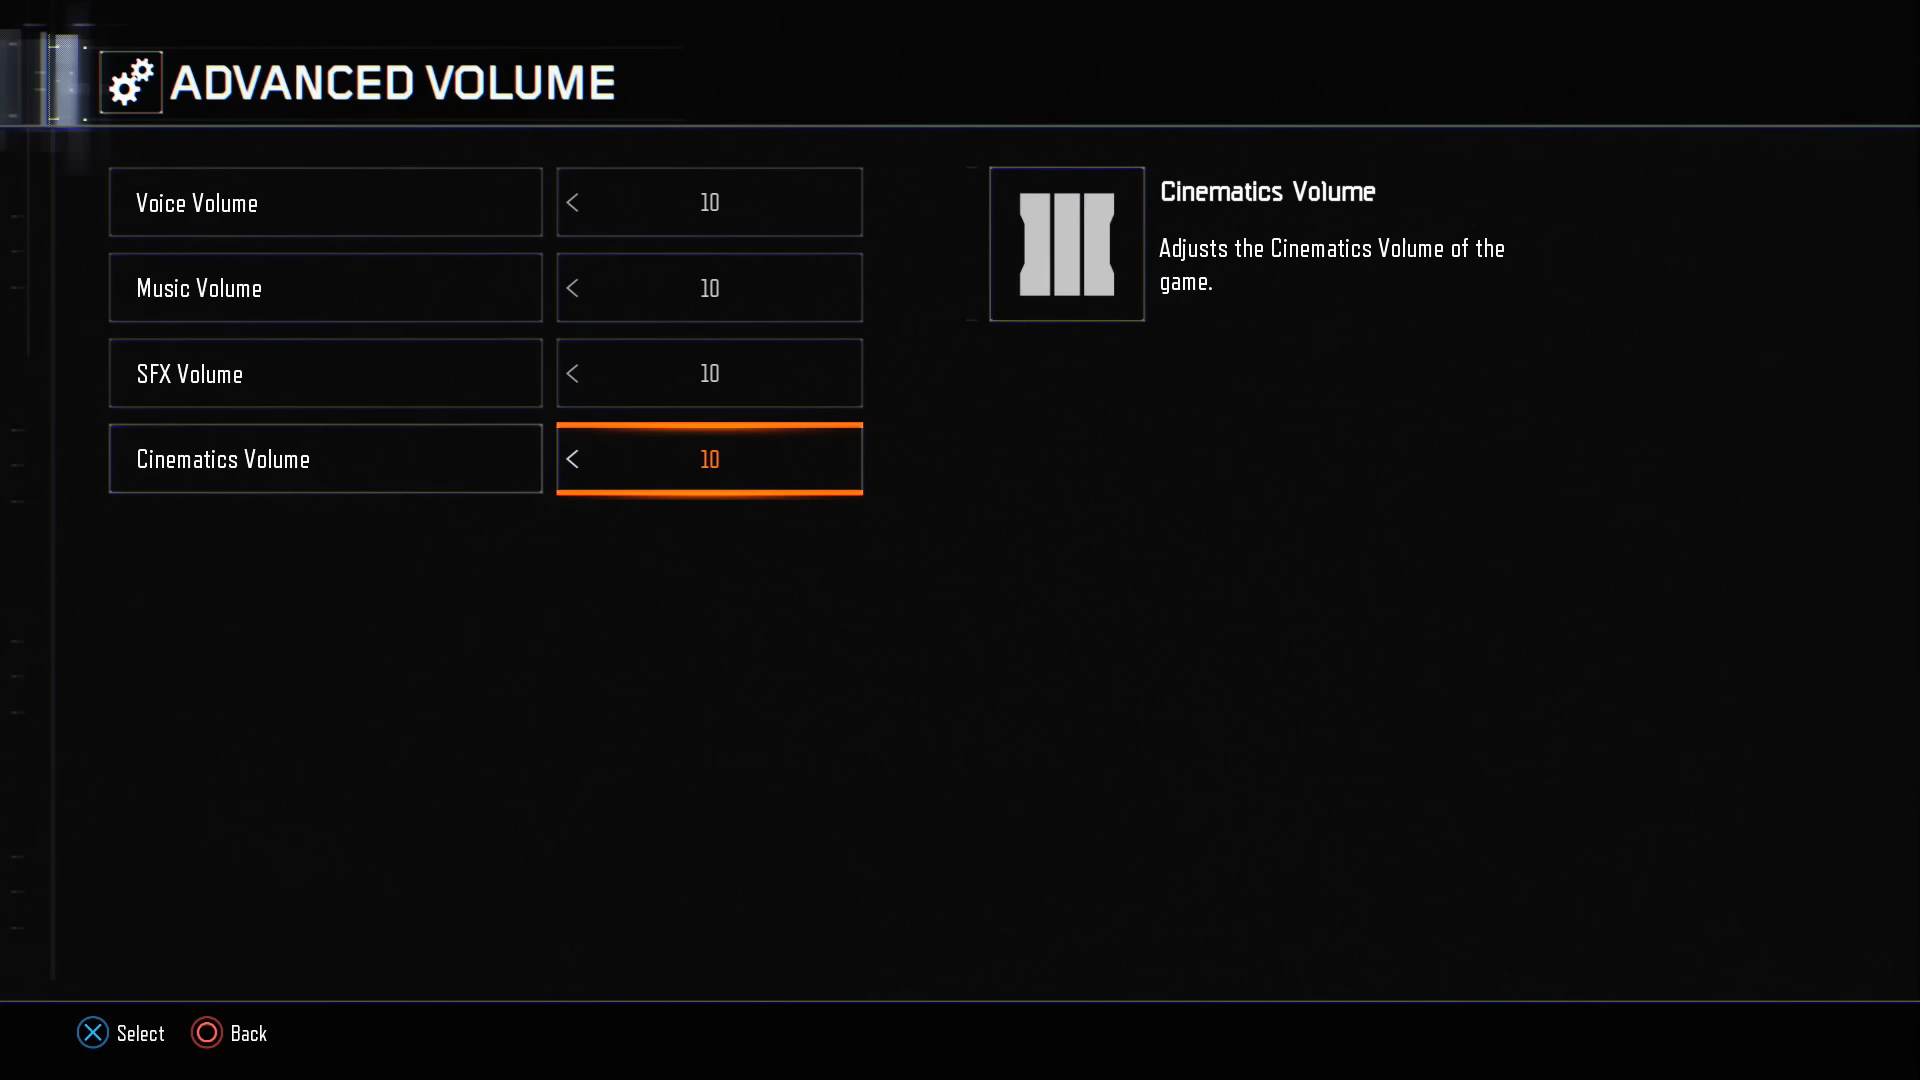 ADVANCED VOLUME
Voice Volume
10
Music Volume
10
SFX Volume
10
Cinematics Volume
10
Cinematics Volume
Adjusts the Cinematics Volume of the
game.
Select
Back